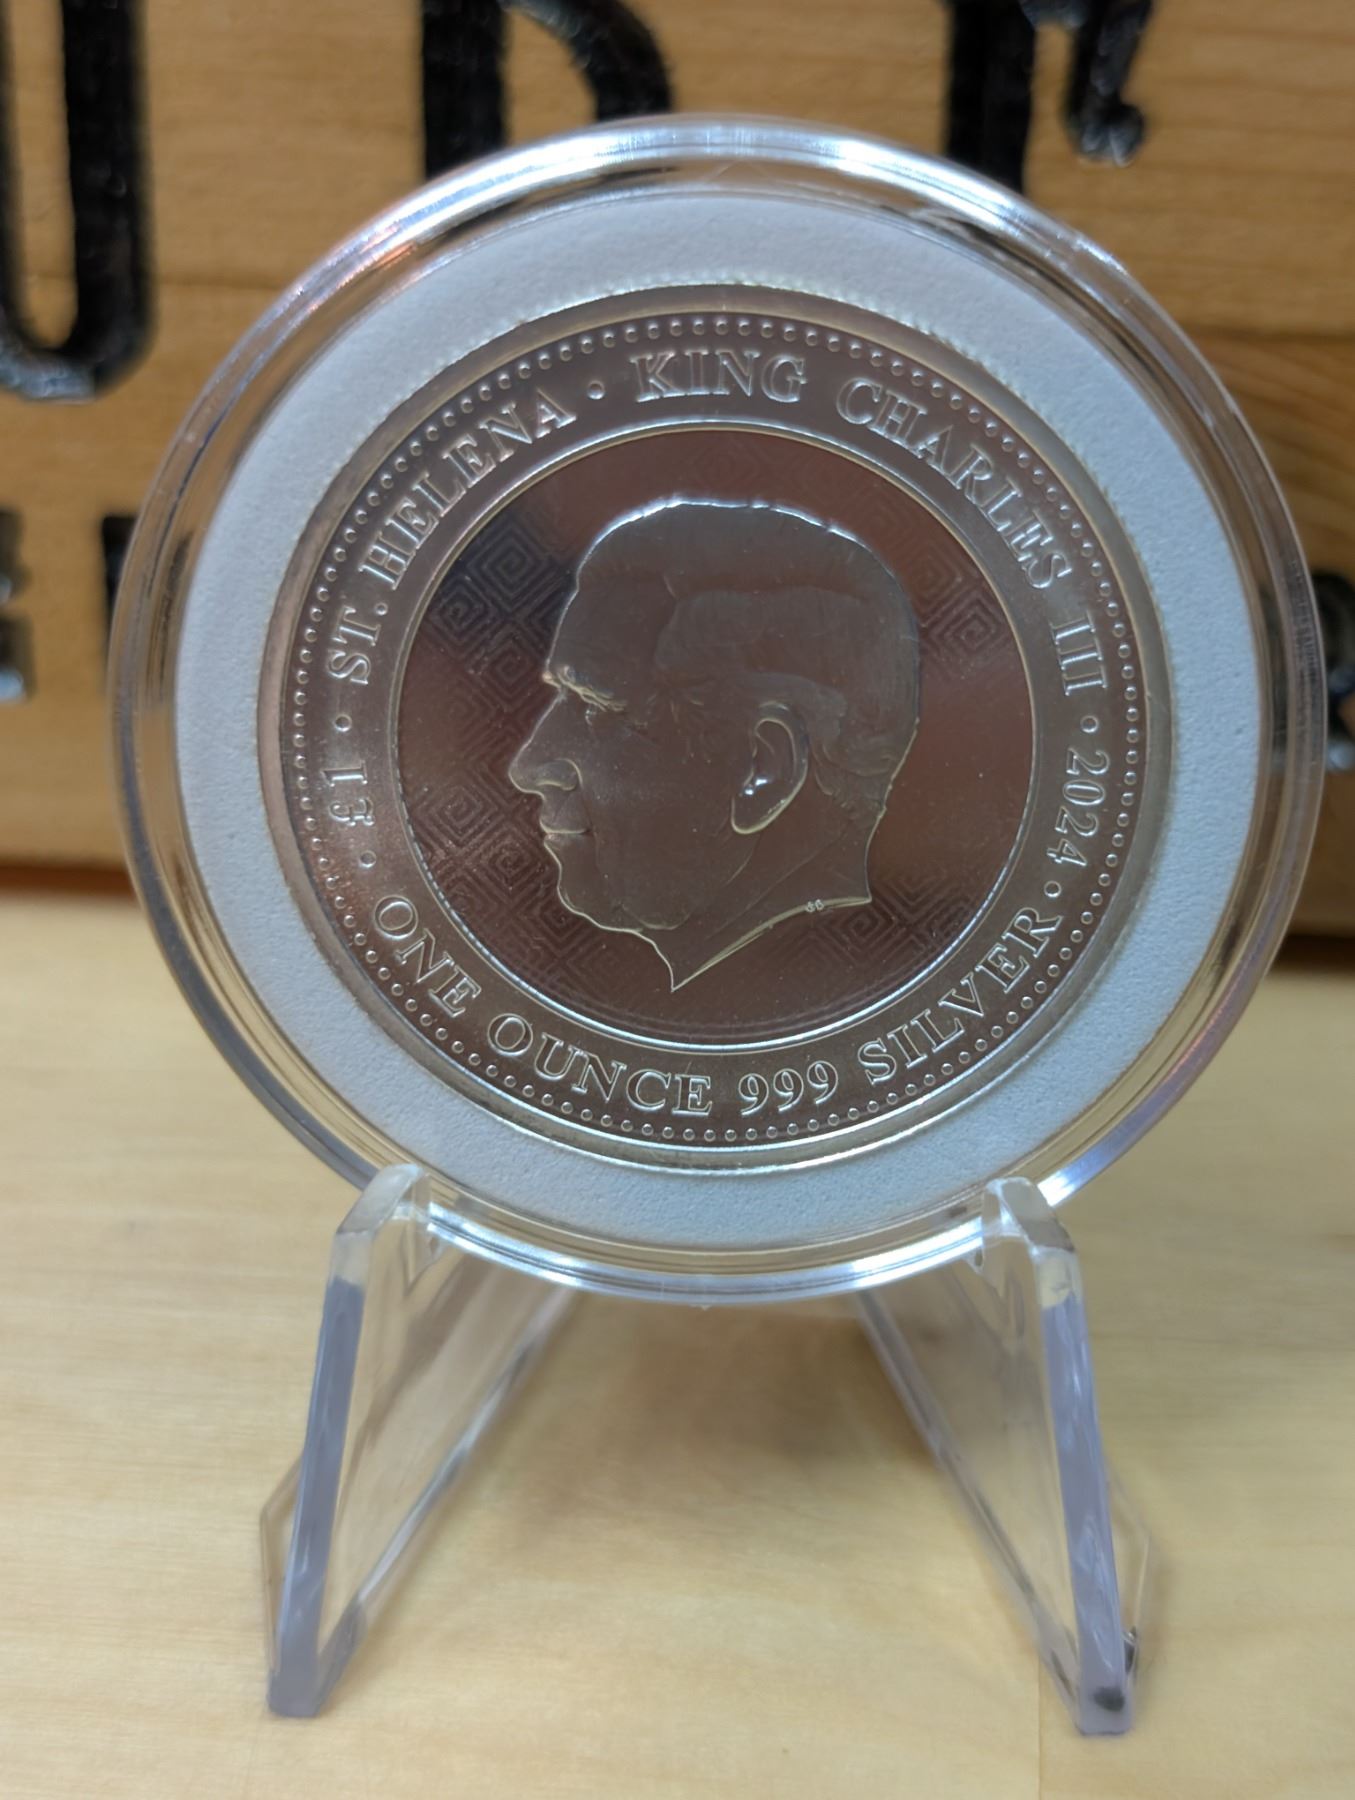 £1 · ST. HELENA · KING CHARLES III · 2024 ·
ONE OUNCE 999 SILVER